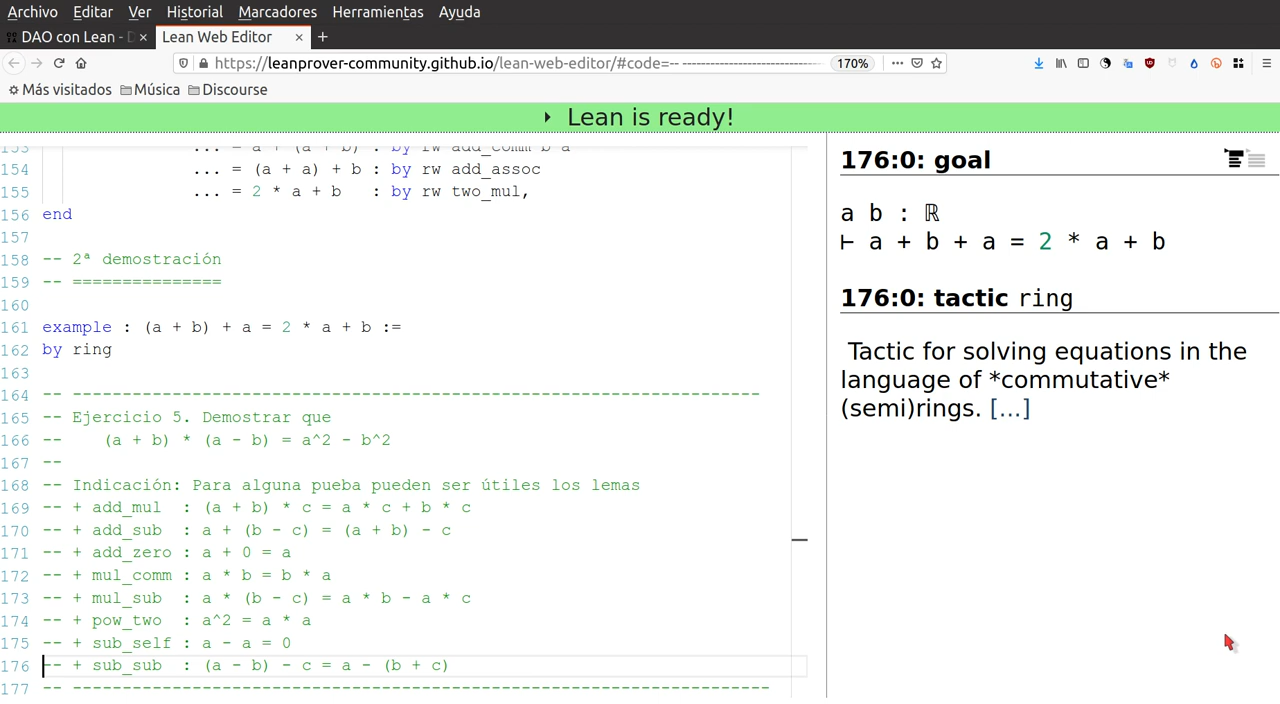 Archivo Editar Ver Historial Marcadores Herramientas Ayuda
DAO con Lean - D × Lean Web Editor × +
https://leanprover-community.github.io/lean-web-editor/#code=-- ------------------------------ 170%
Más visitados Música Discourse
Lean is ready!
153 ... = a + (a + b) : by rw add_comm b a
154 ... = (a + a) + b : by rw add_assoc
155 ... = 2 * a + b   : by rw two_mul,
156 end
157
158 -- 2ª demostración
159 -- ===============
160
161 example : (a + b) + a = 2 * a + b :=
162 by ring
163
164 -- ---------------------------------------------------------------------
165 -- Ejercicio 5. Demostrar que
166 --    (a + b) * (a - b) = a^2 - b^2
167 --
168 -- Indicación: Para alguna pueba pueden ser útiles los lemas
169 -- + add_mul  : (a + b) * c = a * c + b * c
170 -- + add_sub  : a + (b - c) = (a + b) - c
171 -- + add_zero : a + 0 = a
172 -- + mul_comm : a * b = b * a
173 -- + mul_sub  : a * (b - c) = a * b - a * c
174 -- + pow_two  : a^2 = a * a
175 -- + sub_self : a - a = 0
176 -- + sub_sub  : (a - b) - c = a - (b + c)
177 -- ----------------------------------------------------------------------
176:0: goal
a b : ℝ
⊢ a + b + a = 2 * a + b
176:0: tactic ring
Tactic for solving equations in the
language of *commutative*
(semi)rings. [...]